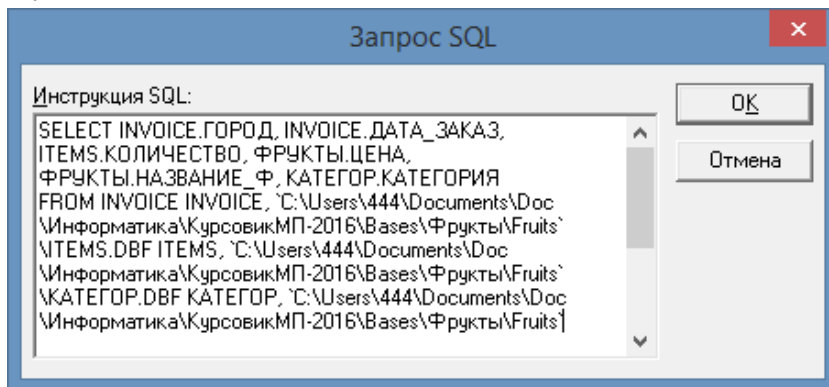 Запрос SQL
Инструкция SQL:
SELECT INVOICE.ГОРОД, INVOICE.ДАТА_ЗАКАЗ,
ITEMS.КОЛИЧЕСТВО, ФРУКТЫ.ЦЕНА,
ФРУКТЫ.НАЗВАНИЕ_Ф, КАТЕГОР.КАТЕГОРИЯ
FROM INVOICE INVOICE, `C:\Users\444\Documents\Doc
\Информатика\КурсовикМП-2016\Bases\Фрукты\Fruits`
\ITEMS.DBF ITEMS, `C:\Users\444\Documents\Doc
\Информатика\КурсовикМП-2016\Bases\Фрукты\Fruits`
\КАТЕГОР.DBF КАТЕГОР, `C:\Users\444\Documents\Doc
\Информатика\КурсовикМП-2016\Bases\Фрукты\Fruits`
ОК
Отмена